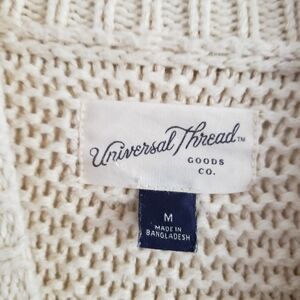 Universal Thread™
GOODS
CO.
M
MADE IN
BANGLADESH